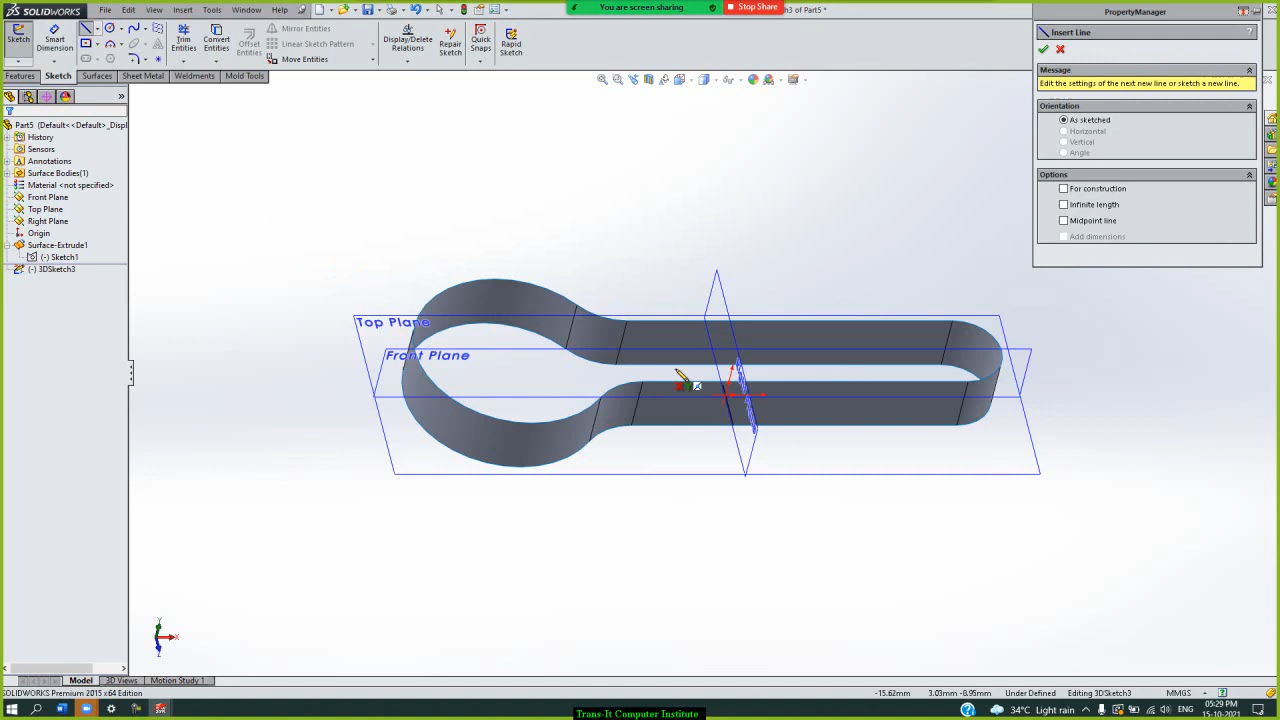 SOLIDWORKS
File Edit View Insert Tools Window Help
You are screen sharing
Stop Share
h3 of Part5 *
Sketch
Smart Dimension
Trim Entities
Convert Entities
Offset Entities
Mirror Entities
Linear Sketch Pattern
Move Entities
Display/Delete Relations
Repair Sketch
Quick Snaps
Rapid Sketch
Features Sketch Surfaces Sheet Metal Weldments Mold Tools
Part5 (Default<<Default>_Displ
History
Sensors
Annotations
Surface Bodies(1)
Material <not specified>
Front Plane
Top Plane
Right Plane
Origin
Surface-Extrude1
(-) Sketch1
(-) 3DSketch3
Top Plane
Front Plane
Y
X
Z
PropertyManager
Insert Line
Message
Edit the settings of the next new line or sketch a new line.
Orientation
As sketched
Horizontal
Vertical
Angle
Options
For construction
Infinite length
Midpoint line
Add dimensions
Model 3D Views Motion Study 1
SOLIDWORKS Premium 2015 x64 Edition
-15.62mm 3.03mm -8.95mm Under Defined Editing 3DSketch3 MMGS
34°C Light rain
ENG
05:29 PM
15-10-2021
Trans-It Computer Institute